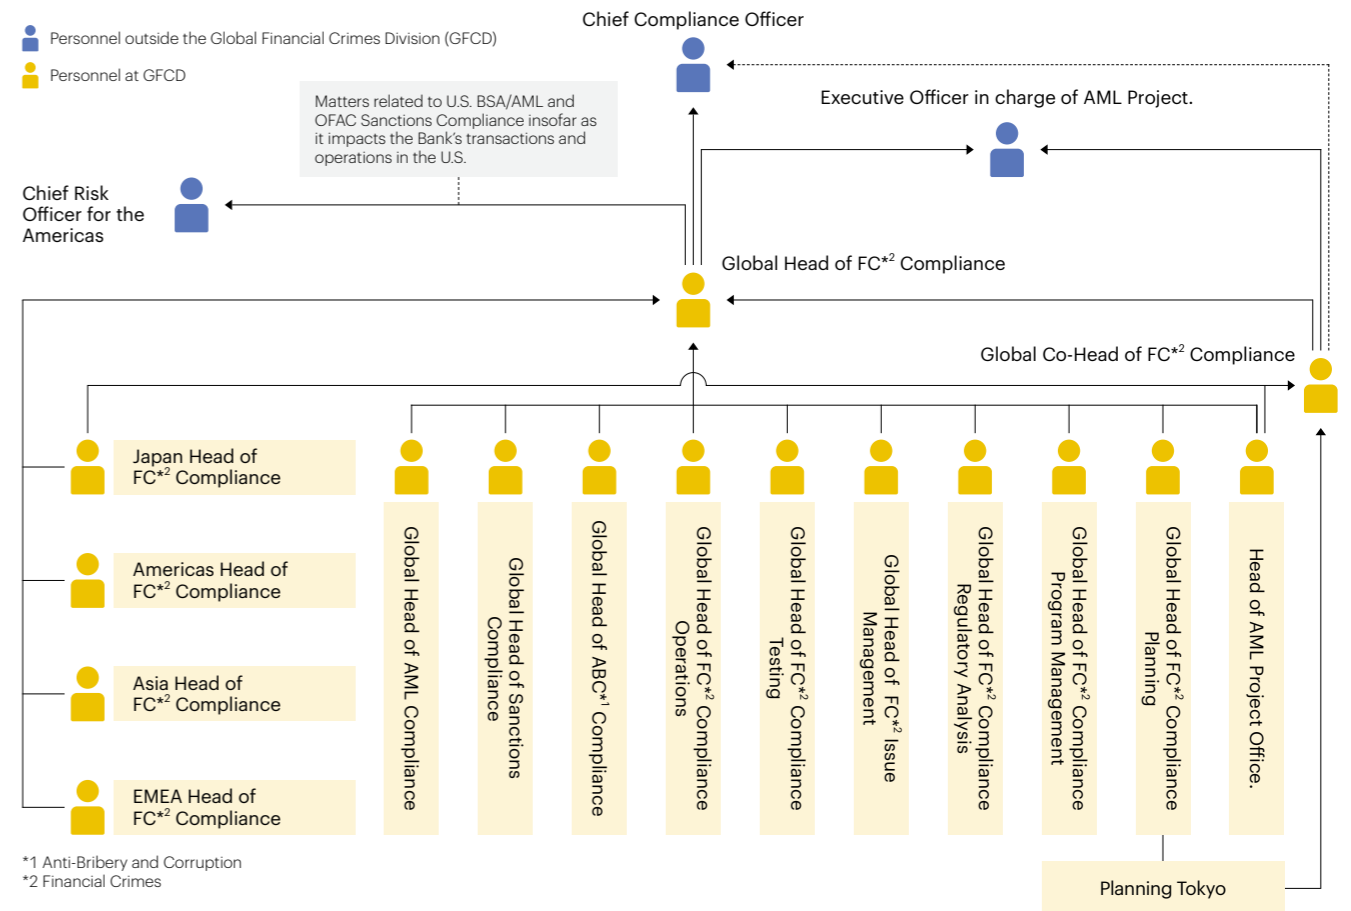 Chief Compliance Officer
Personnel outside the Global Financial Crimes Division (GFCD)
Personnel at GFCD
Matters related to U.S. BSA/AML and
OFAC Sanctions Compliance insofar as
it impacts the Bank's transactions and
operations in the U.S.
Executive Officer in charge of AML Project.
Chief Risk
Officer for the
Americas
Global Head of FC*2 Compliance
Global Co-Head of FC*2 Compliance
Japan Head of
FC*2 Compliance
Americas Head of
FC*2 Compliance
Asia Head of
FC*2 Compliance
EMEA Head of
FC*2 Compliance
Global Head of AML Compliance
Global Head of Sanctions
Compliance
Global Head of ABC*1 Compliance
Global Head of FC*2 Compliance
Operations
Global Head of FC*2 Compliance
Testing
Global Head of FC*2 Issue
Management
Global Head of FC*2 Compliance
Regulatory Analysis
Global Head of FC*2 Compliance
Program Management
Global Head of FC*2 Compliance
Planning
Head of AML Project Office.
Planning Tokyo
*1 Anti-Bribery and Corruption
*2 Financial Crimes